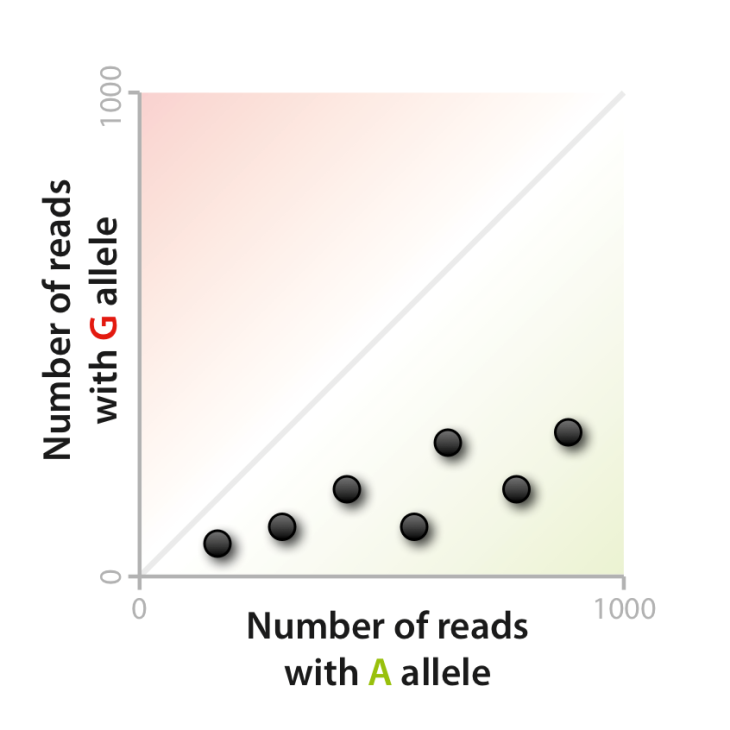 1000
Number of reads
with G allele
0
0
1000
Number of reads
with A allele